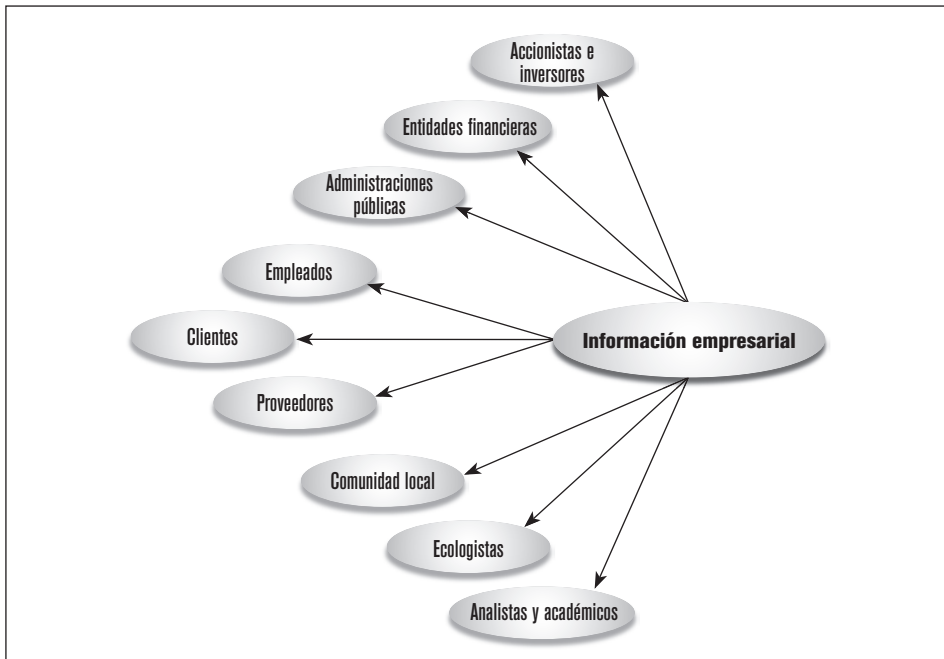 Accionistas e
inversores
Entidades financieras
Administraciones
públicas
Empleados
Clientes
Información empresarial
Proveedores
Comunidad local
Ecologistas
Analistas y académicos